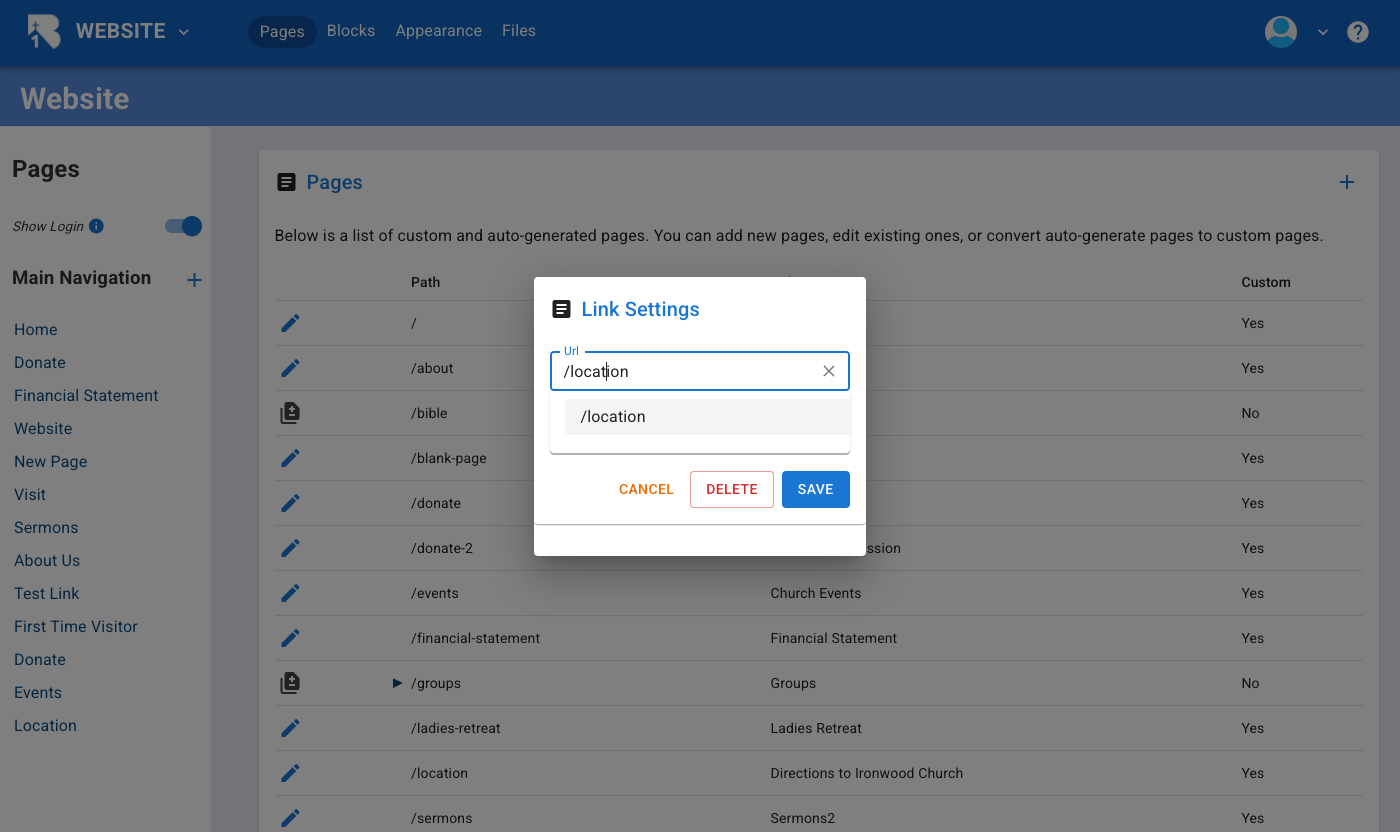 WEBSITE
Pages Blocks Appearance Files
Website
Pages
Show Login
Main Navigation
Home
Donate
Financial Statement
Website
New Page
Visit
Sermons
About Us
Test Link
First Time Visitor
Donate
Events
Location
Pages
Below is a list of custom and auto-generated pages. You can add new pages, edit existing ones, or convert auto-generate pages to custom pages.
Path Custom
/ Yes
/about Yes
/bible No
/blank-page Yes
/donate Yes
/donate-2 ssion Yes
/events Church Events Yes
/financial-statement Financial Statement Yes
/groups Groups No
/ladies-retreat Ladies Retreat Yes
/location Directions to Ironwood Church Yes
/sermons Sermons2 Yes
Link Settings
Url
/location
/location
CANCEL DELETE SAVE